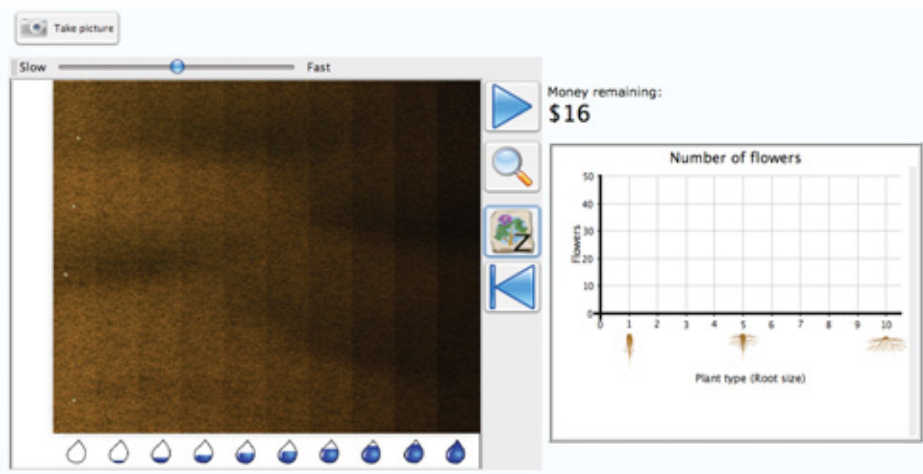 Take picture
Slow Fast
Money remaining:
$16
Z
Number of flowers
50
40
30
20
10
0
Flowers
0 1 2 3 4 5 6 7 8 9 10
Plant type (Root size)